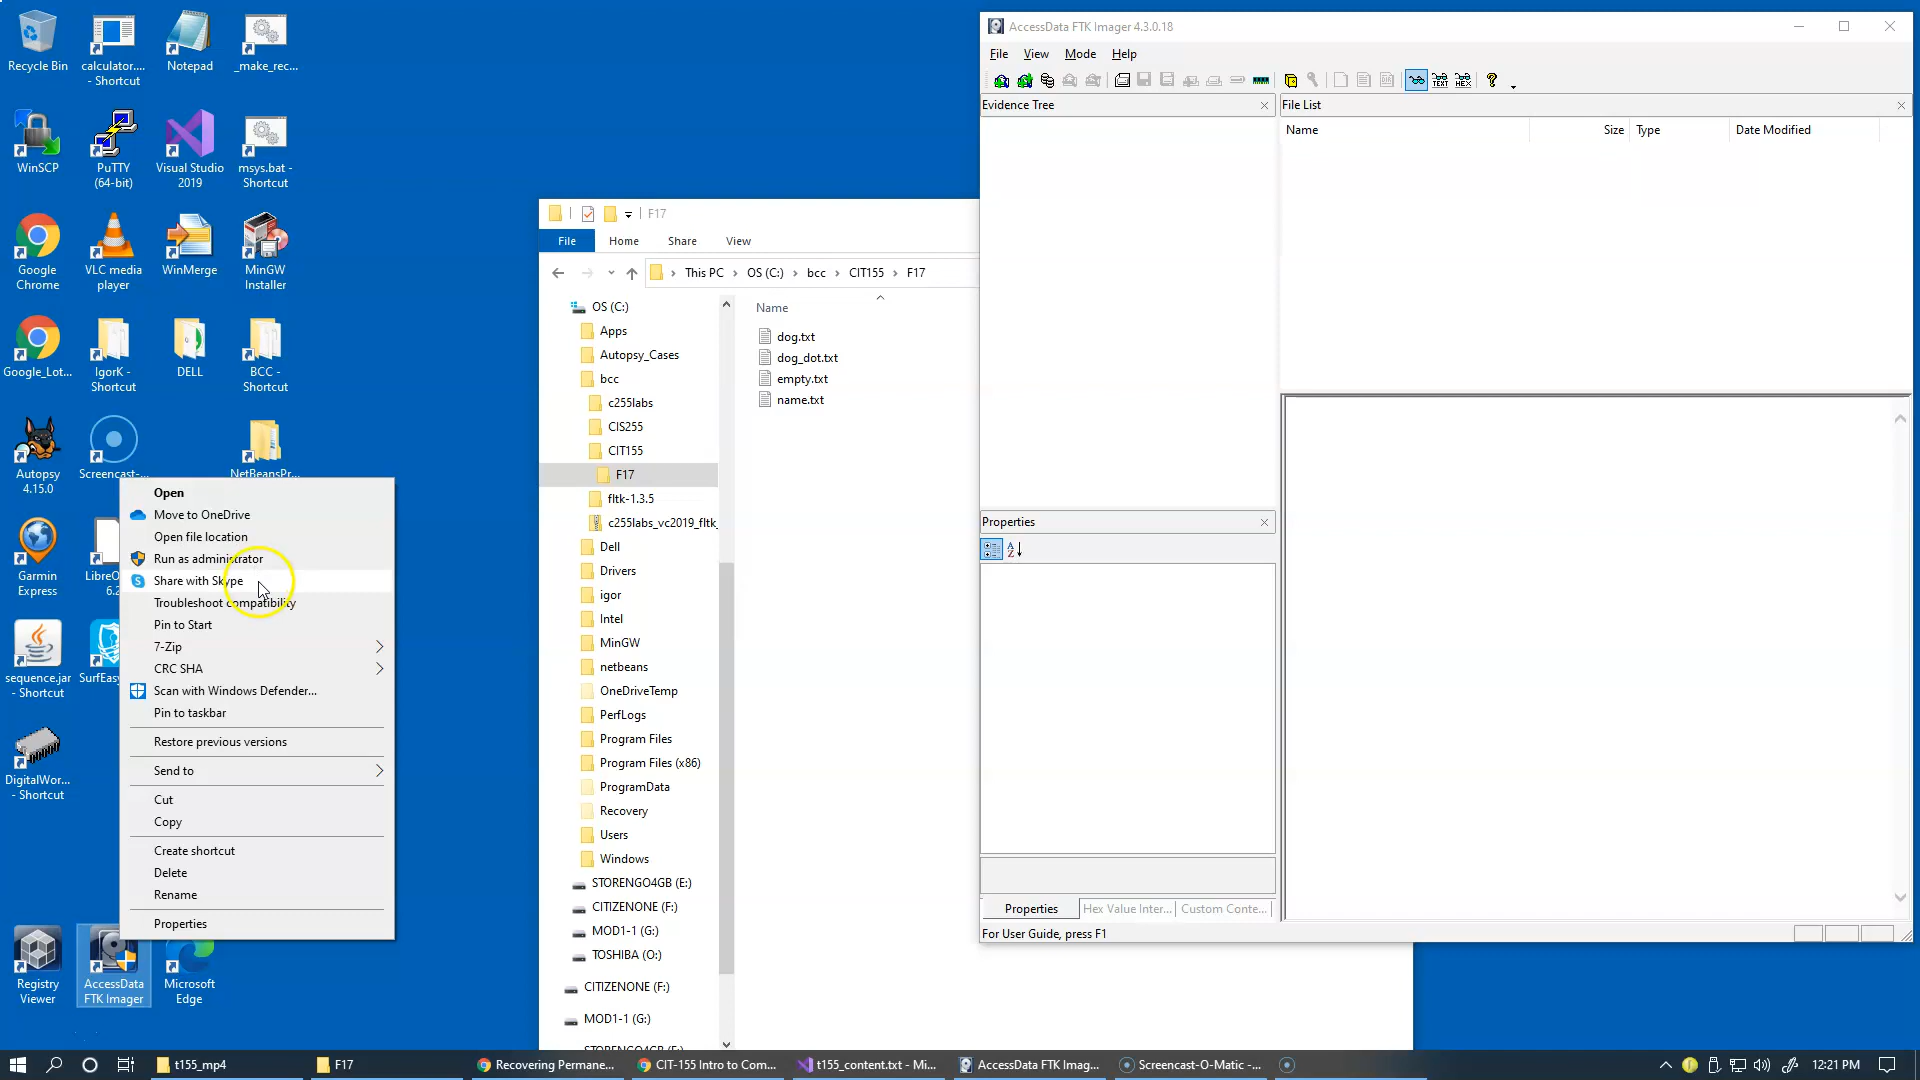 Recycle Bin
calculator....
- Shortcut
Notepad
_make_rec...
WinSCP
PuTTY
(64-bit)
Visual Studio
2019
msys.bat -
Shortcut
Google
Chrome
VLC media
player
WinMerge
MinGW
Installer
Google_Lot...
IgorK -
Shortcut
DELL
BCC -
Shortcut
Autopsy
4.15.0
Screencast-...
NetBeansPr...
Garmin
Express
LibreO
6.2
sequence.jar
- Shortcut
SurfEasy
DigitalWor...
- Shortcut
Registry
Viewer
AccessData
FTK Imager
Microsoft
Edge
Open
Move to OneDrive
Open file location
Run as administrator
Share with Skype
Troubleshoot compatibility
Pin to Start
7-Zip
CRC SHA
Scan with Windows Defender...
Pin to taskbar
Restore previous versions
Send to
Cut
Copy
Create shortcut
Delete
Rename
Properties
F17
File Home Share View
This PC > OS (C:) > bcc > CIT155 > F17
OS (C:)
Apps
Autopsy_Cases
bcc
c255labs
CIS255
CIT155
F17
fltk-1.3.5
c255labs_vc2019_fltk_
Dell
Drivers
igor
Intel
MinGW
netbeans
OneDriveTemp
PerfLogs
Program Files
Program Files (x86)
ProgramData
Recovery
Users
Windows
STORENGO4GB (E:)
CITIZENONE (F:)
MOD1-1 (G:)
TOSHIBA (O:)
CITIZENONE (F:)
MOD1-1 (G:)
STORENGO4GB (E:)
Name
dog.txt
dog_dot.txt
empty.txt
name.txt
AccessData FTK Imager 4.3.0.18
File View Mode Help
TEXT HEX
Evidence Tree
File List
Name Size Type Date Modified
Properties
Properties Hex Value Inter... Custom Conte...
For User Guide, press F1
t155_mp4
F17
Recovering Permane...
CIT-155 Intro to Com...
t155_content.txt - Mi...
AccessData FTK Imag...
Screencast-O-Matic -...
12:21 PM